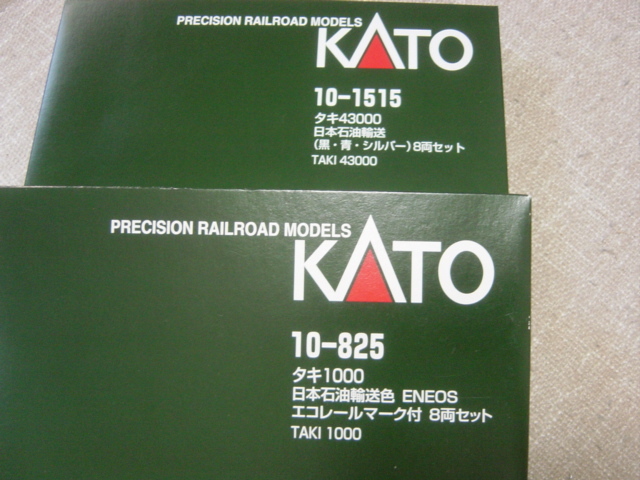 PRECISION RAILROAD MODELS
KATO
10-1515
タキ43000
日本石油輸送
(黒・青・シルバー)8両セット
TAKI 43000
PRECISION RAILROAD MODELS
KATO
10-825
タキ1000
日本石油輸送色 ENEOS
エコレールマーク付 8両セット
TAKI 1000